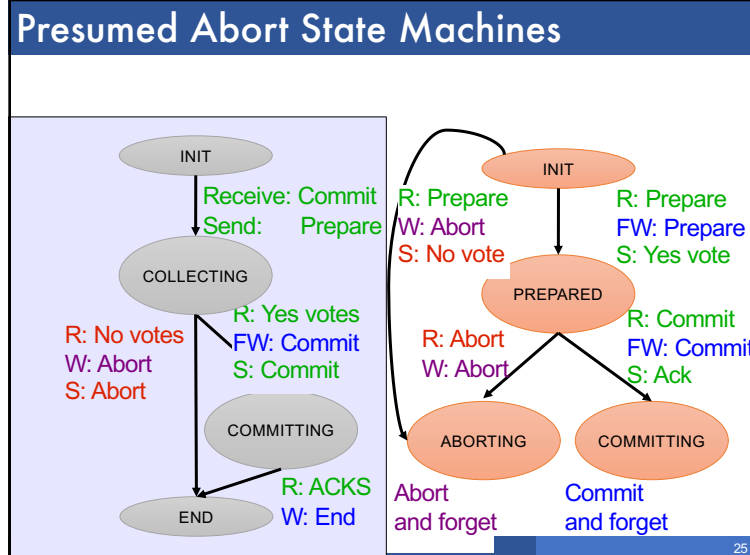 Presumed Abort State Machines
INIT
Receive: Commit
Send: Prepare
COLLECTING
R: No votes
W: Abort
S: Abort
R: Yes votes
FW: Commit
S: Commit
COMMITTING
R: ACKS
W: End
END
INIT
R: Prepare
W: Abort
S: No vote
R: Prepare
FW: Prepare
S: Yes vote
PREPARED
R: Abort
W: Abort
R: Commit
FW: Commit
S: Ack
ABORTING
COMMITTING
Abort
and forget
Commit
and forget
25